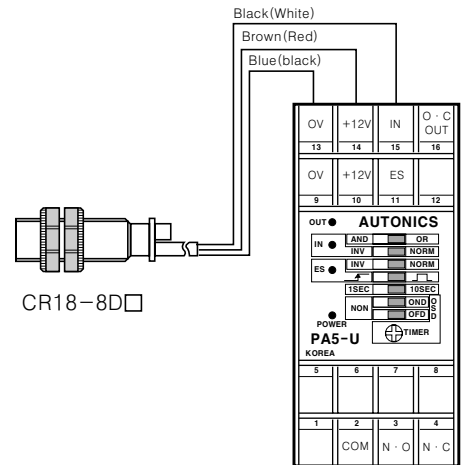 Black(White)
Brown(Red)
Blue(black)
CR18-8D□
OV +12V IN O·C OUT
13 14 15 16
OV +12V ES
9 10 11 12
OUT AUTONICS
IN AND OR
INV NORM
ES INV NORM
1SEC 10SEC
NON OND OSD
OFD
POWER TIMER
PA5-U
KOREA
5 6 7 8
1 2 3 4
COM N·O N·C